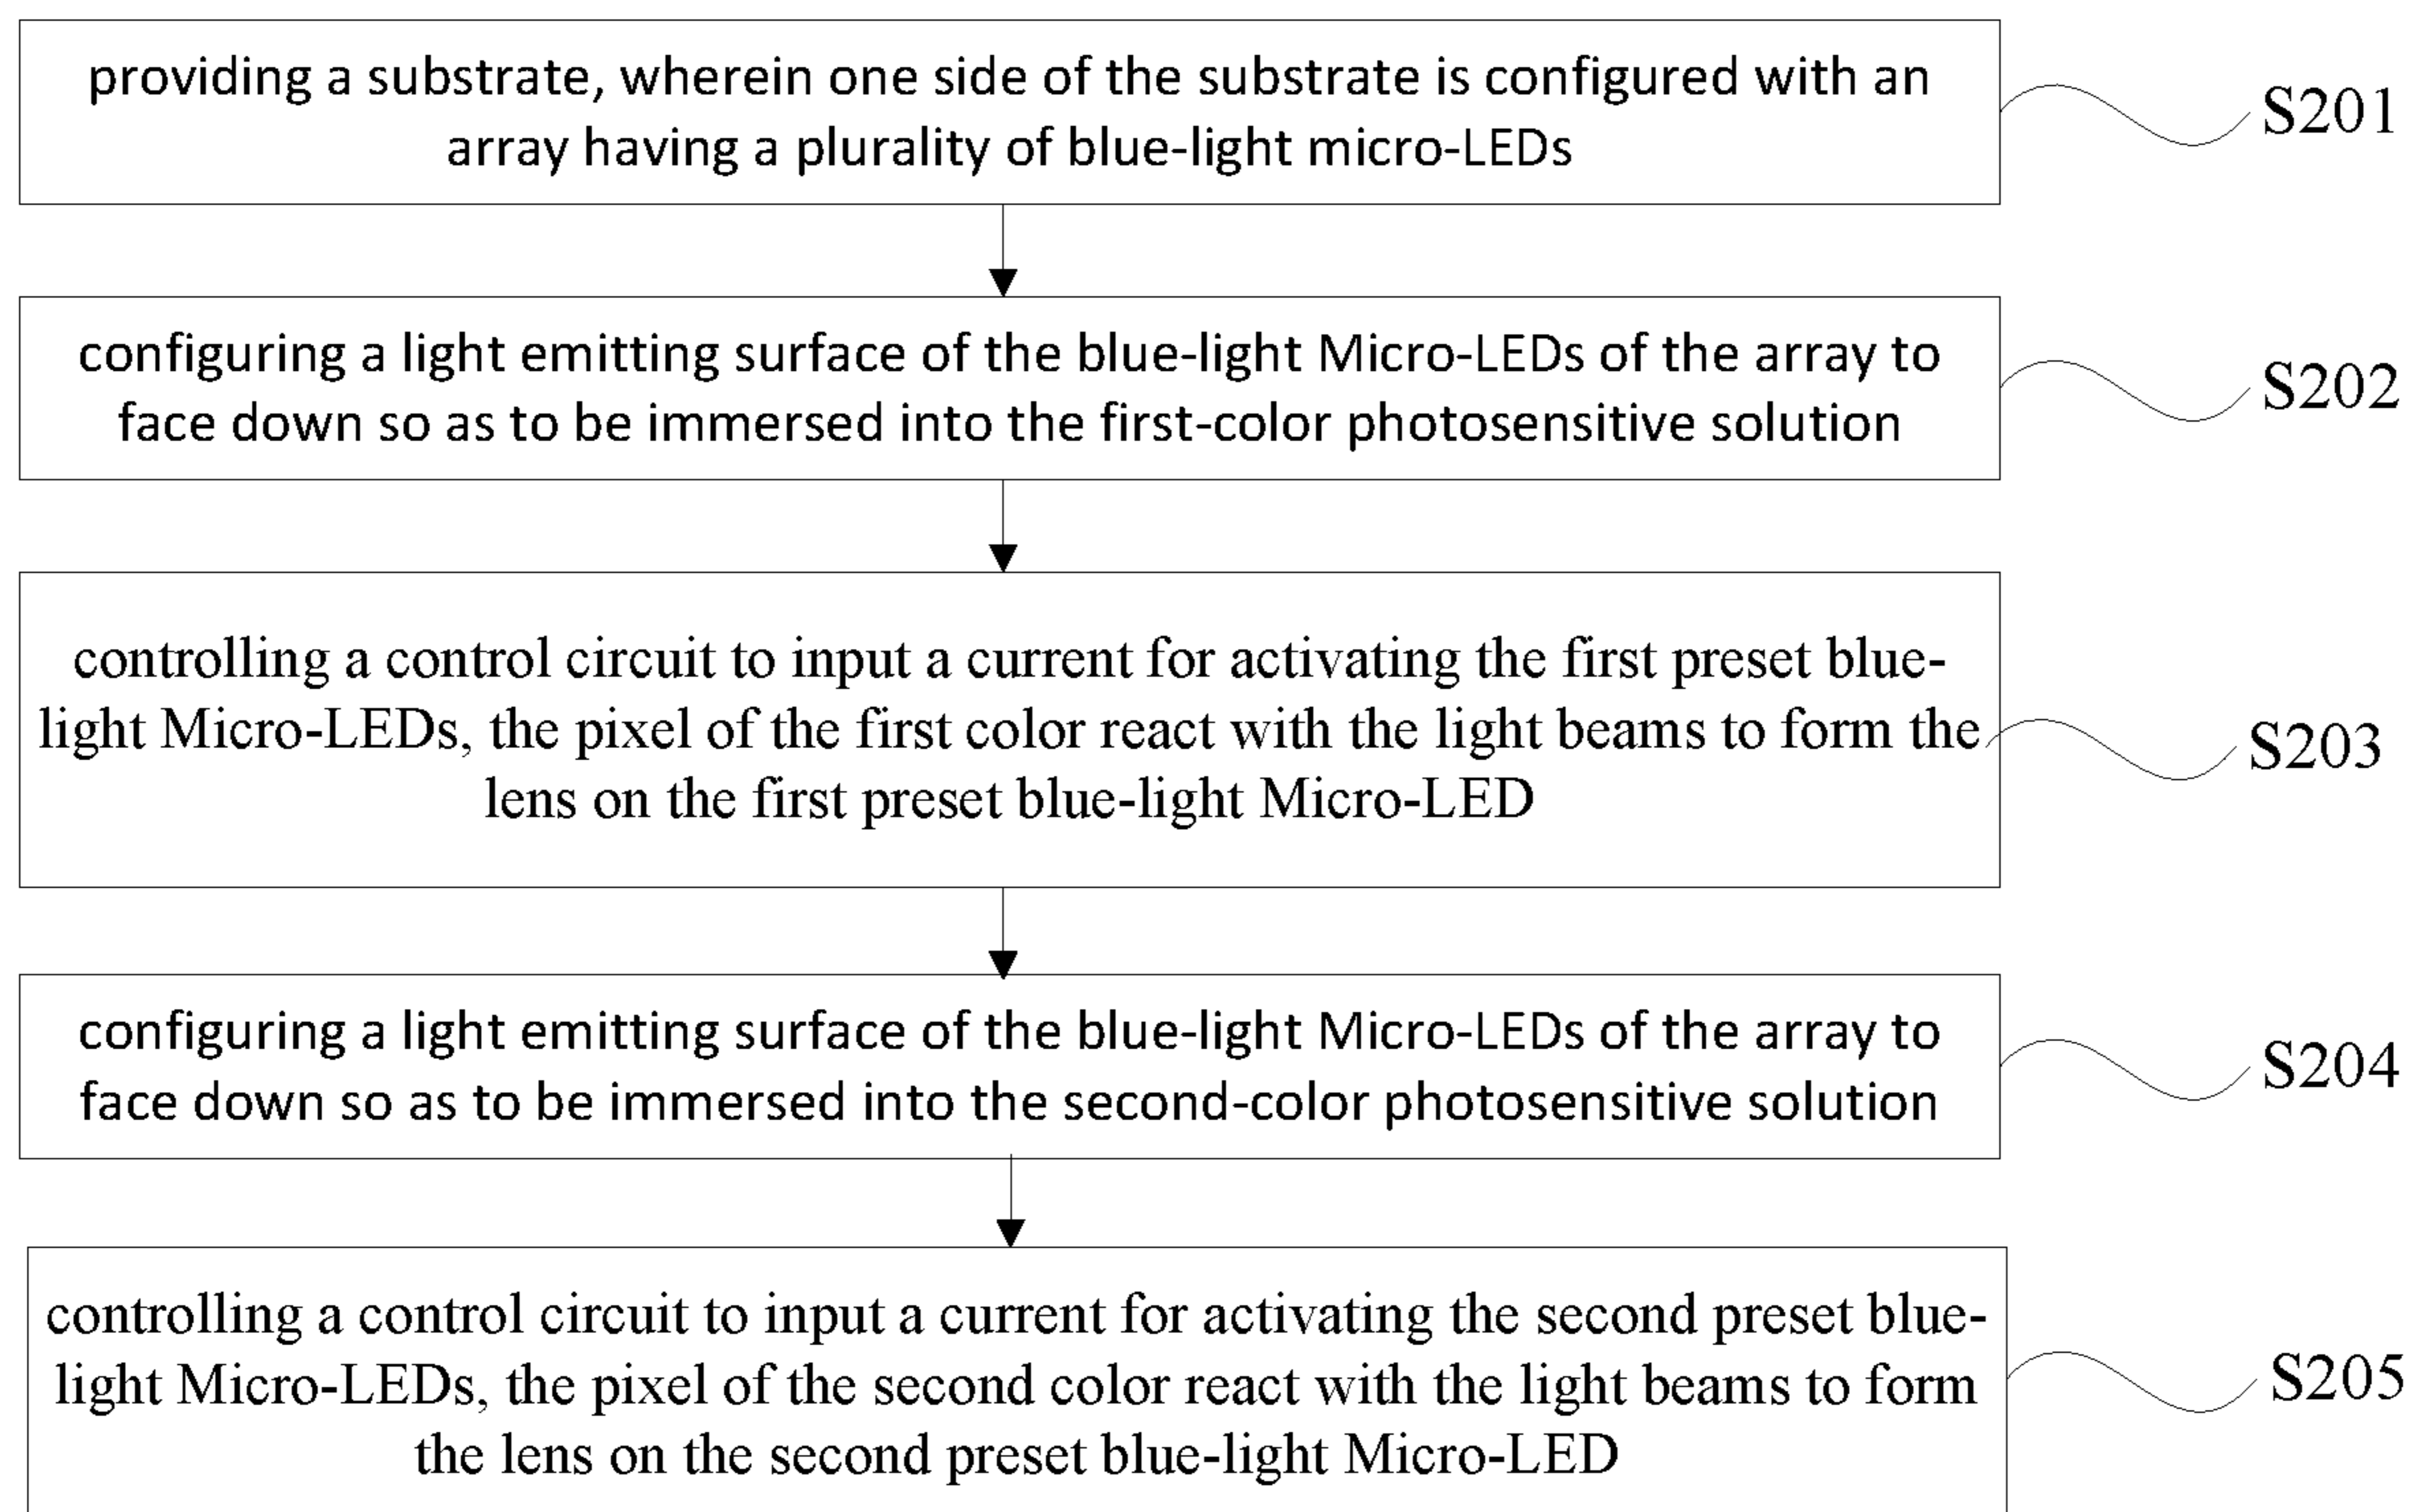 providing a substrate, wherein one side of the substrate is configured with an
array having a plurality of blue-light micro-LEDs
S201
configuring a light emitting surface of the blue-light Micro-LEDs of the array to
face down so as to be immersed into the first-color photosensitive solution
S202
controlling a control circuit to input a current for activating the first preset blue-
light Micro-LEDs, the pixel of the first color react with the light beams to form the
lens on the first preset blue-light Micro-LED
S203
configuring a light emitting surface of the blue-light Micro-LEDs of the array to
face down so as to be immersed into the second-color photosensitive solution
S204
controlling a control circuit to input a current for activating the second preset blue-
light Micro-LEDs, the pixel of the second color react with the light beams to form
the lens on the second preset blue-light Micro-LED
S205